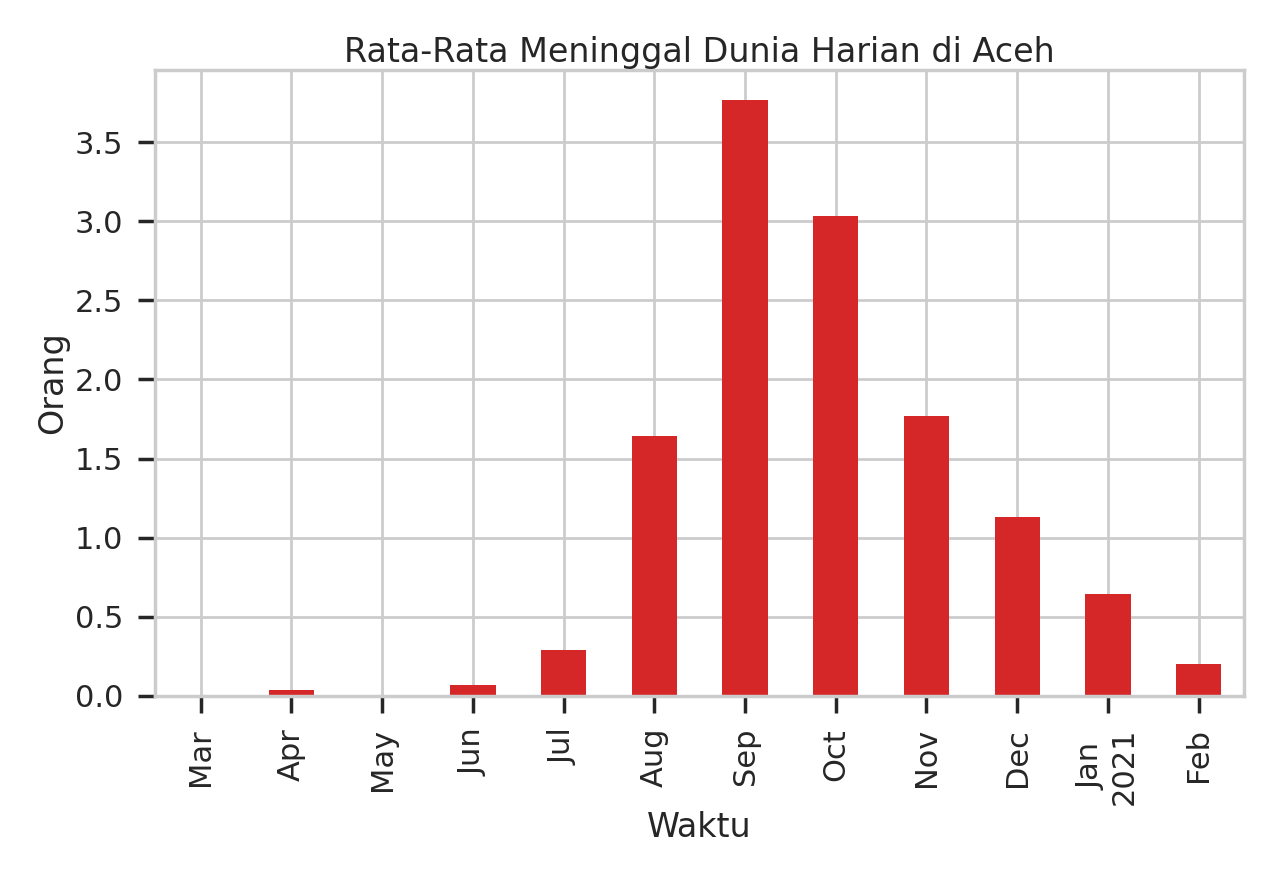 Rata-Rata Meninggal Dunia Harian di Aceh
3.5
3.0
2.5
2.0
1.5
1.0
0.5
0.0
Orang
Mar
Apr
May
Jun
Jul
Aug
Sep
Oct
Nov
Dec
Jan
2021
Feb
Waktu